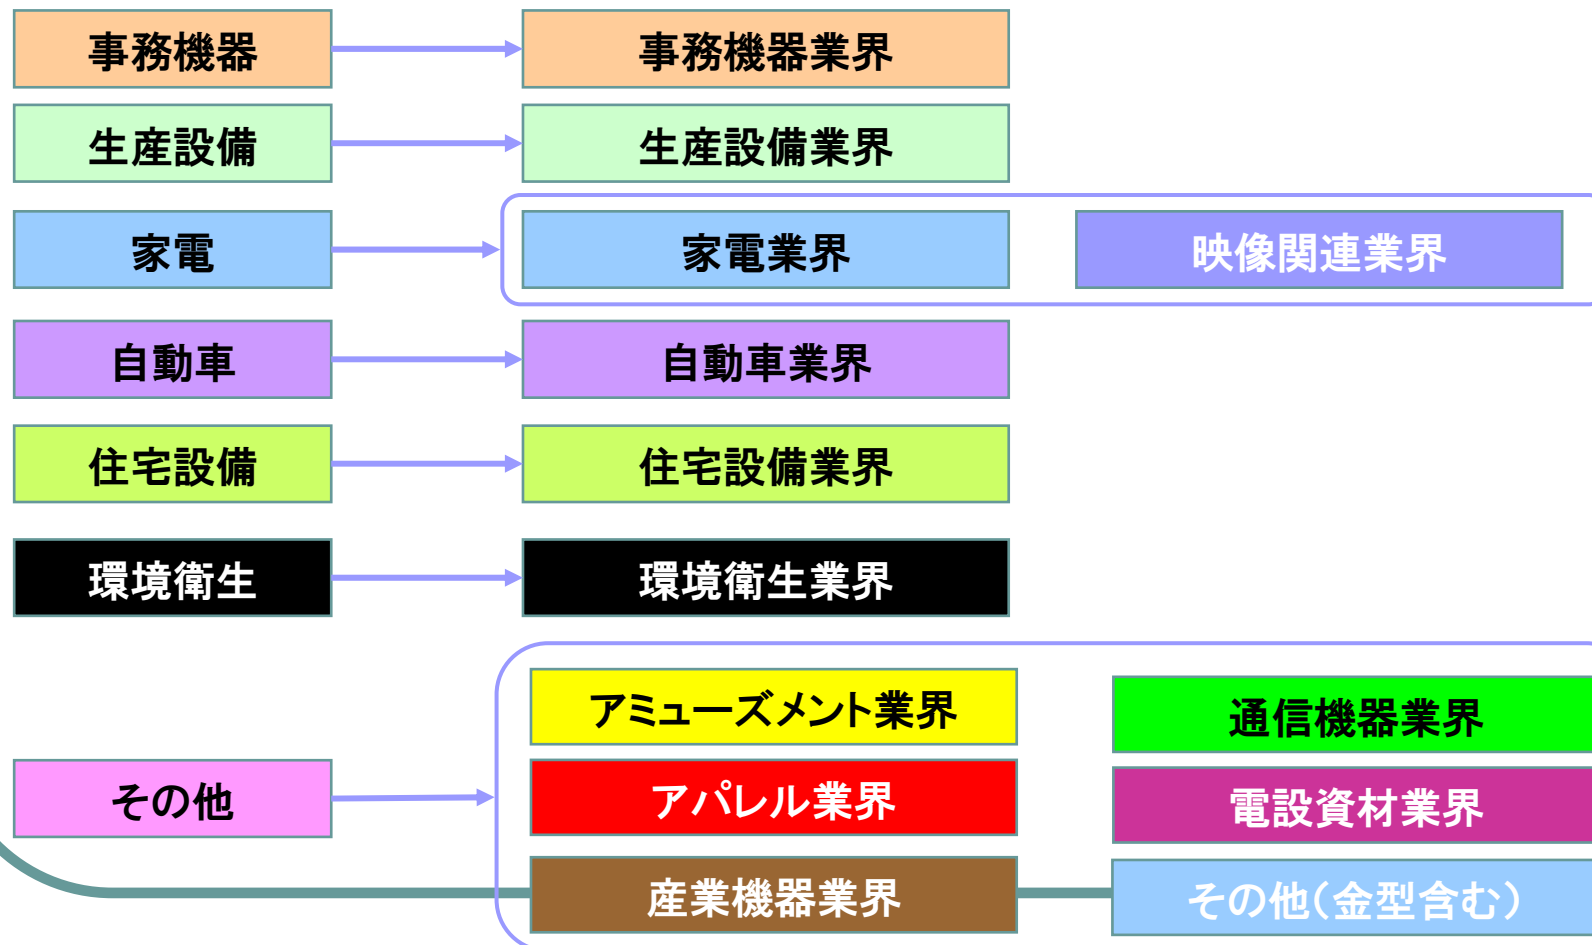 事務機器
事務機器業界
生産設備
生産設備業界
家電
家電業界
映像関連業界
自動車
自動車業界
住宅設備
住宅設備業界
環境衛生
環境衛生業界
その他
アミューズメント業界
通信機器業界
アパレル業界
電設資材業界
産業機器業界
その他(金型含む)